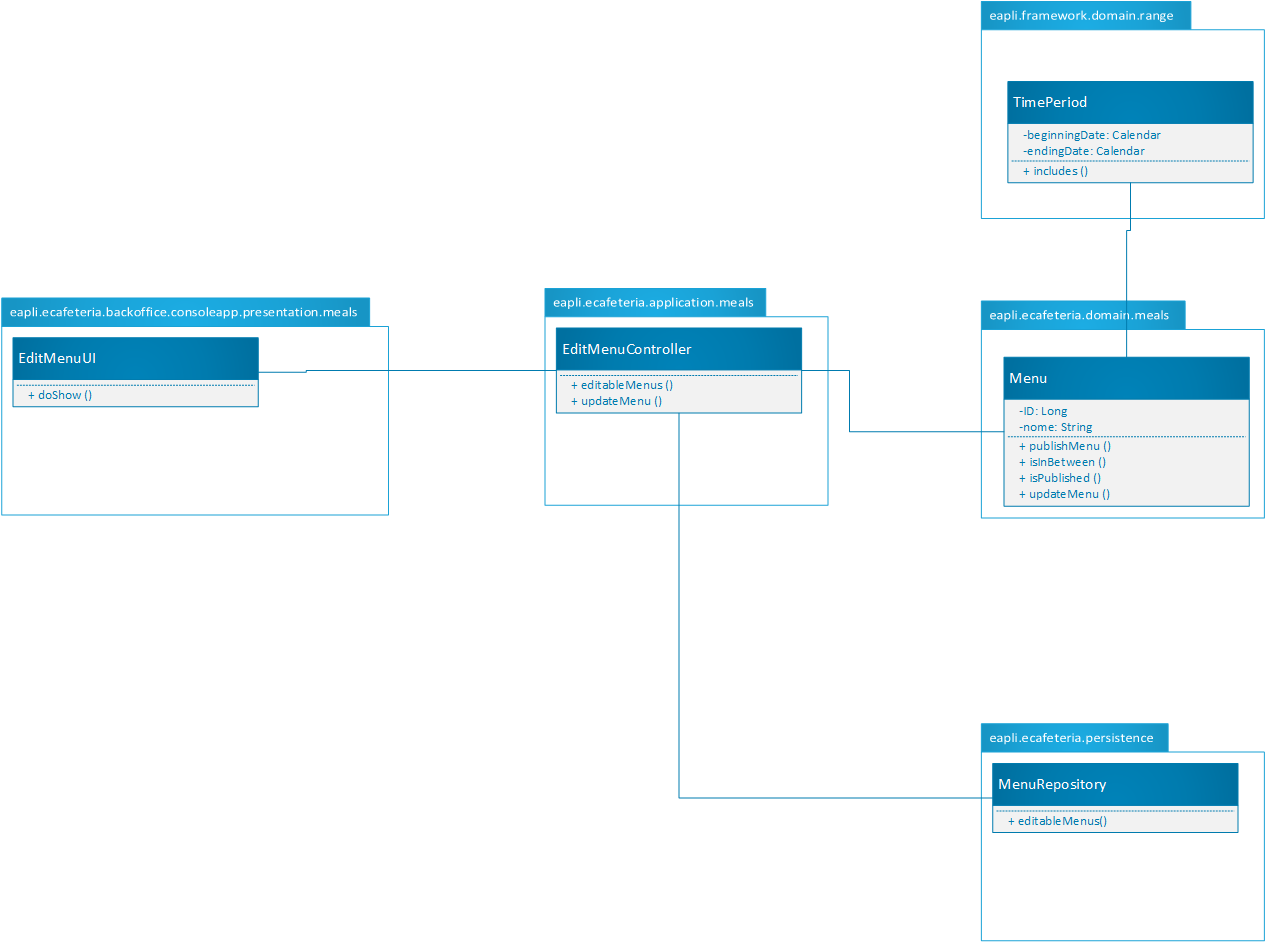 eapli.framework.domain.range
TimePeriod
-beginningDate: Calendar
-endingDate: Calendar
+ includes ()
eapli.ecafeteria.backoffice.consoleapp.presentation.meals
EditMenuUI
+ doShow ()
eapli.ecafeteria.application.meals
EditMenuController
+ editableMenus ()
+ updateMenu ()
eapli.ecafeteria.domain.meals
Menu
-ID: Long
-nome: String
+ publishMenu ()
+ isInBetween ()
+ isPublished ()
+ updateMenu ()
eapli.ecafeteria.persistence
MenuRepository
+ editableMenus()